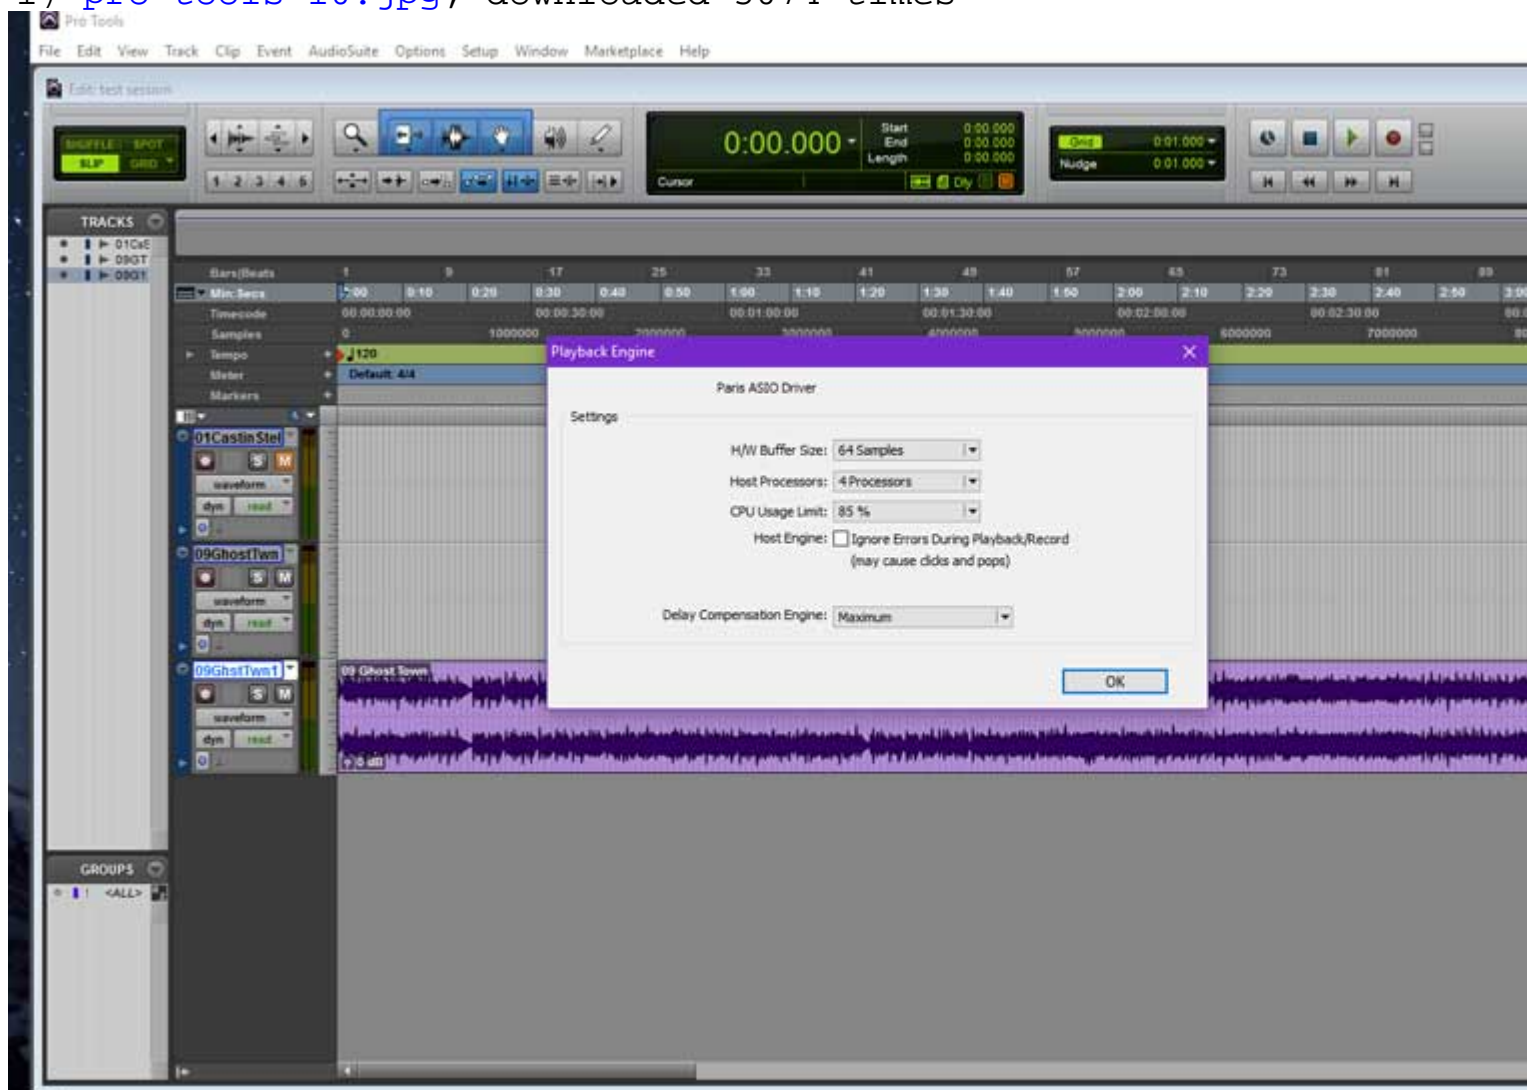 Pro Tools
File Edit View Track Clip Event AudioSuite Options Setup Window Marketplace Help
Edit: test session
SHUFFLE SPOT
SLIP GRID
1 2 3 4 5
0:00.000
Start 0:00.000
End 0:00.000
Length 0:00.000
Cursor
Dly
Grid 0:01.000
Nudge 0:01.000
TRACKS
01CsS
09GT
09G1
Bars|Beats 1 9 17 25 33 41 49 57 65 73 81 89
Min:Secs 0:00 0:10 0:20 0:30 0:40 0:50 1:00 1:10 1:20 1:30 1:40 1:50 2:00 2:10 2:20 2:30 2:40 2:50 3:00
Timecode 00:00:00:00 00:00:30:00 00:01:00:00 00:01:30:00 00:02:00:00 00:02:30:00
Samples 0 1000000 2000000 3000000 4000000 5000000 6000000 7000000
Tempo 120
Meter Default: 4/4
Markers
Playback Engine
Paris ASIO Driver
Settings
H/W Buffer Size: 64 Samples
Host Processors: 4 Processors
CPU Usage Limit: 85 %
Host Engine: Ignore Errors During Playback/Record
(may cause clicks and pops)
Delay Compensation Engine: Maximum
OK
01CastinStel
S M
waveform
dyn read
09GhostTwn
S M
waveform
dyn read
09GhstTwn1
S M
waveform
dyn read
09 Ghost Town
0 dB
GROUPS
! <ALL>